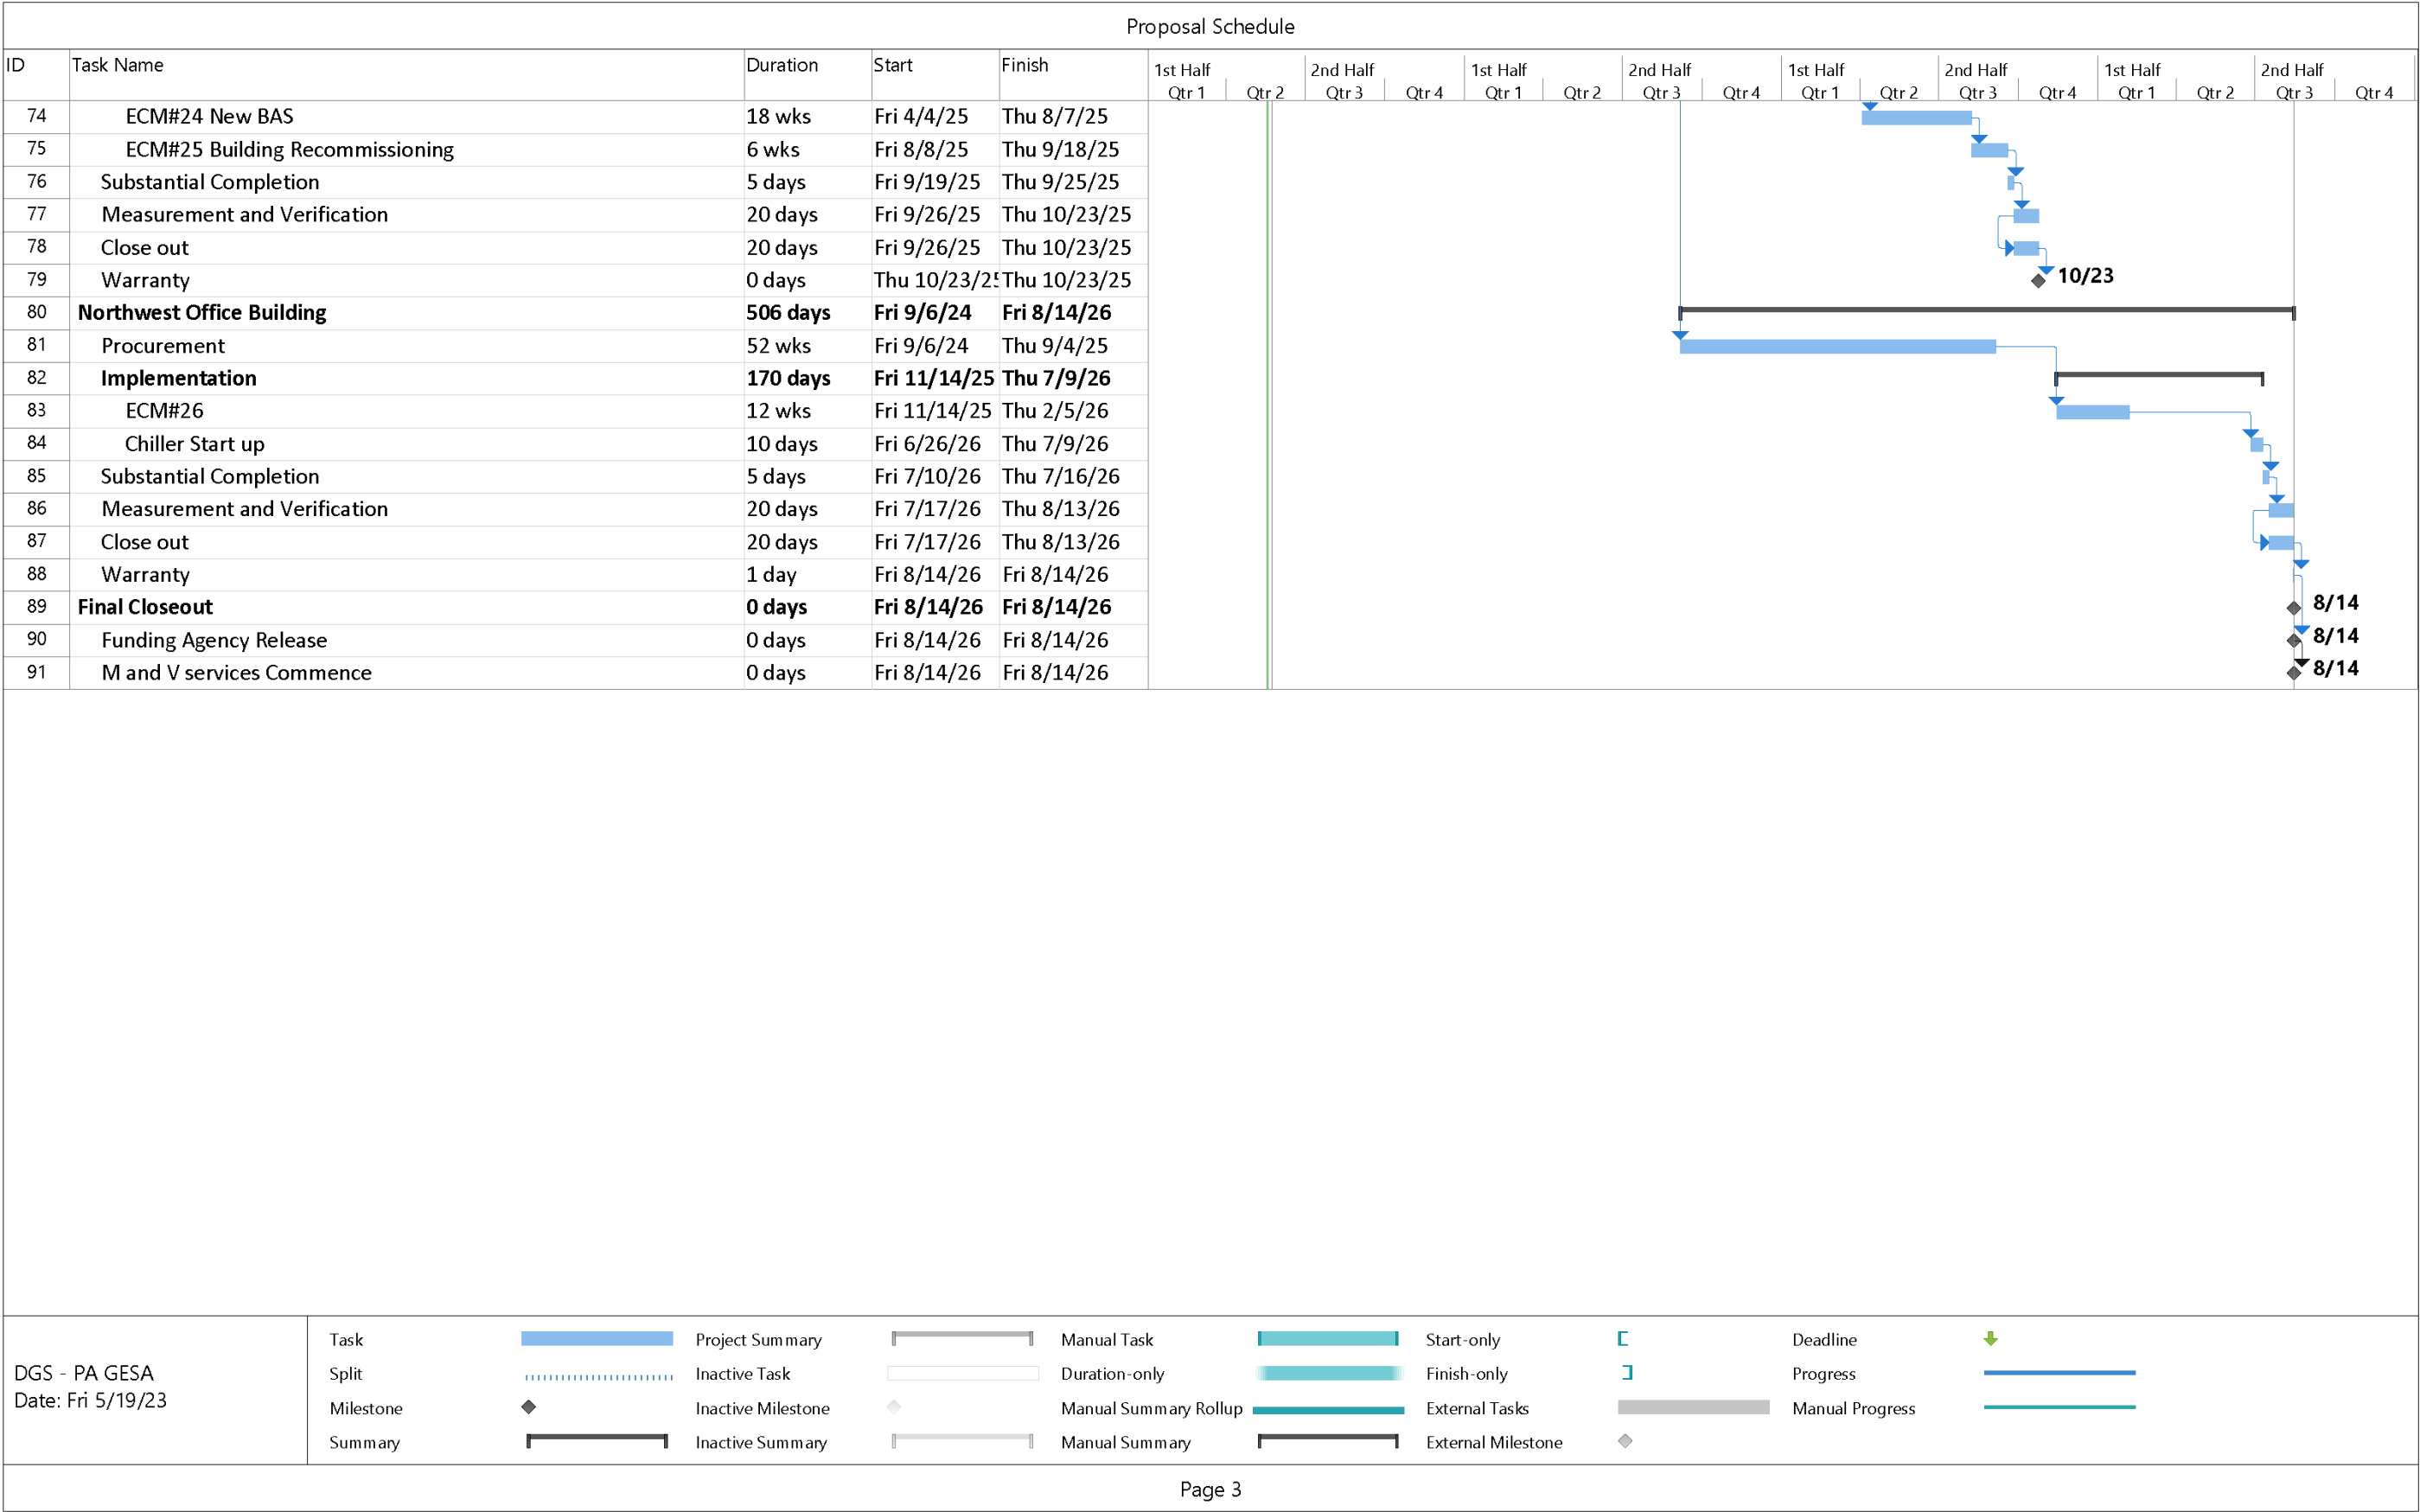 Proposal Schedule
ID Task Name Duration Start Finish
1st Half 2nd Half 1st Half 2nd Half 1st Half 2nd Half 1st Half 2nd Half
Qtr 1 Qtr 2 Qtr 3 Qtr 4 Qtr 1 Qtr 2 Qtr 3 Qtr 4 Qtr 1 Qtr 2 Qtr 3 Qtr 4 Qtr 1 Qtr 2 Qtr 3 Qtr 4
74 ECM#24 New BAS 18 wks Fri 4/4/25 Thu 8/7/25
75 ECM#25 Building Recommissioning 6 wks Fri 8/8/25 Thu 9/18/25
76 Substantial Completion 5 days Fri 9/19/25 Thu 9/25/25
77 Measurement and Verification 20 days Fri 9/26/25 Thu 10/23/25
78 Close out 20 days Fri 9/26/25 Thu 10/23/25
79 Warranty 0 days Thu 10/23/25 Thu 10/23/25 10/23
80 Northwest Office Building 506 days Fri 9/6/24 Fri 8/14/26
81 Procurement 52 wks Fri 9/6/24 Thu 9/4/25
82 Implementation 170 days Fri 11/14/25 Thu 7/9/26
83 ECM#26 12 wks Fri 11/14/25 Thu 2/5/26
84 Chiller Start up 10 days Fri 6/26/26 Thu 7/9/26
85 Substantial Completion 5 days Fri 7/10/26 Thu 7/16/26
86 Measurement and Verification 20 days Fri 7/17/26 Thu 8/13/26
87 Close out 20 days Fri 7/17/26 Thu 8/13/26
88 Warranty 1 day Fri 8/14/26 Fri 8/14/26
89 Final Closeout 0 days Fri 8/14/26 Fri 8/14/26 8/14
90 Funding Agency Release 0 days Fri 8/14/26 Fri 8/14/26 8/14
91 M and V services Commence 0 days Fri 8/14/26 Fri 8/14/26 8/14
DGS - PA GESA
Date: Fri 5/19/23
Task Project Summary Manual Task Start-only Deadline
Split Inactive Task Duration-only Finish-only Progress
Milestone Inactive Milestone Manual Summary Rollup External Tasks Manual Progress
Summary Inactive Summary Manual Summary External Milestone
Page 3